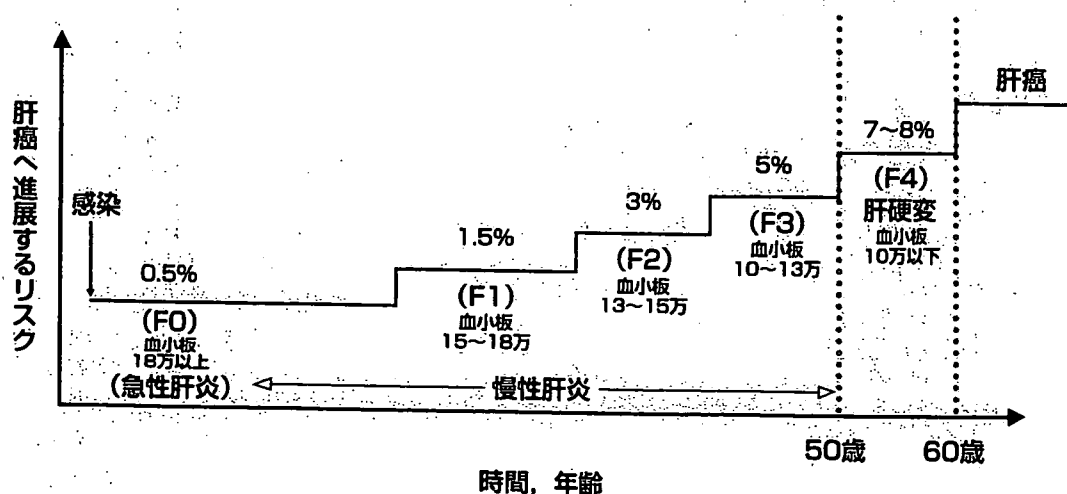 肝癌へ進展するリスク
感染
0.5%
(F0)
血小板
18万以上
(急性肝炎)
1.5%
(F1)
血小板
15〜18万
3%
(F2)
血小板
13〜15万
5%
(F3)
血小板
10〜13万
7〜8%
(F4)
肝硬変
血小板
10万以下
肝癌
慢性肝炎
50歳
60歳
時間，年齢